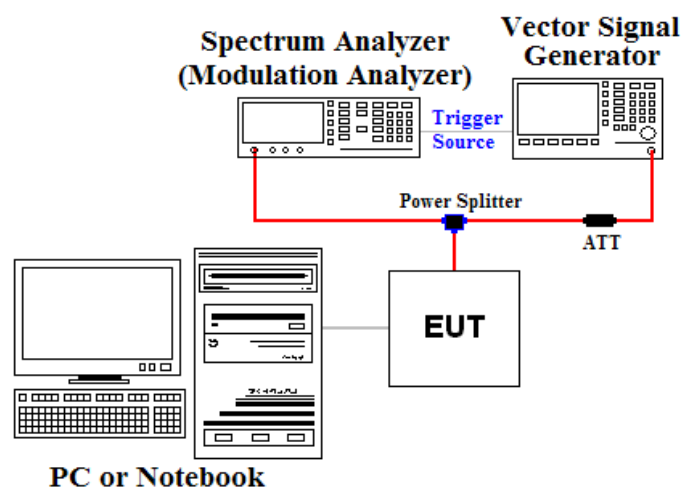 Spectrum Analyzer
(Modulation Analyzer)
Vector Signal
Generator
Trigger
Source
Power Splitter
ATT
EUT
PC or Notebook